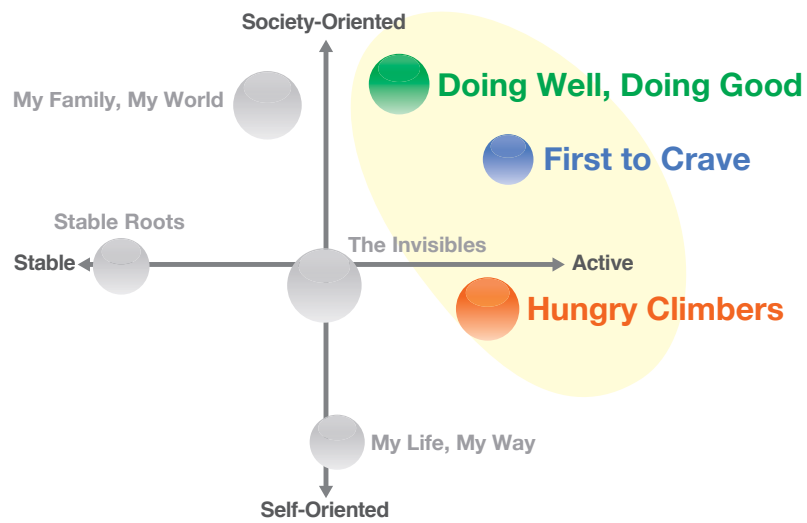 Society-Oriented
Doing Well, Doing Good
My Family, My World
First to Crave
Stable Roots
The Invisibles
Stable
Active
Hungry Climbers
My Life, My Way
Self-Oriented